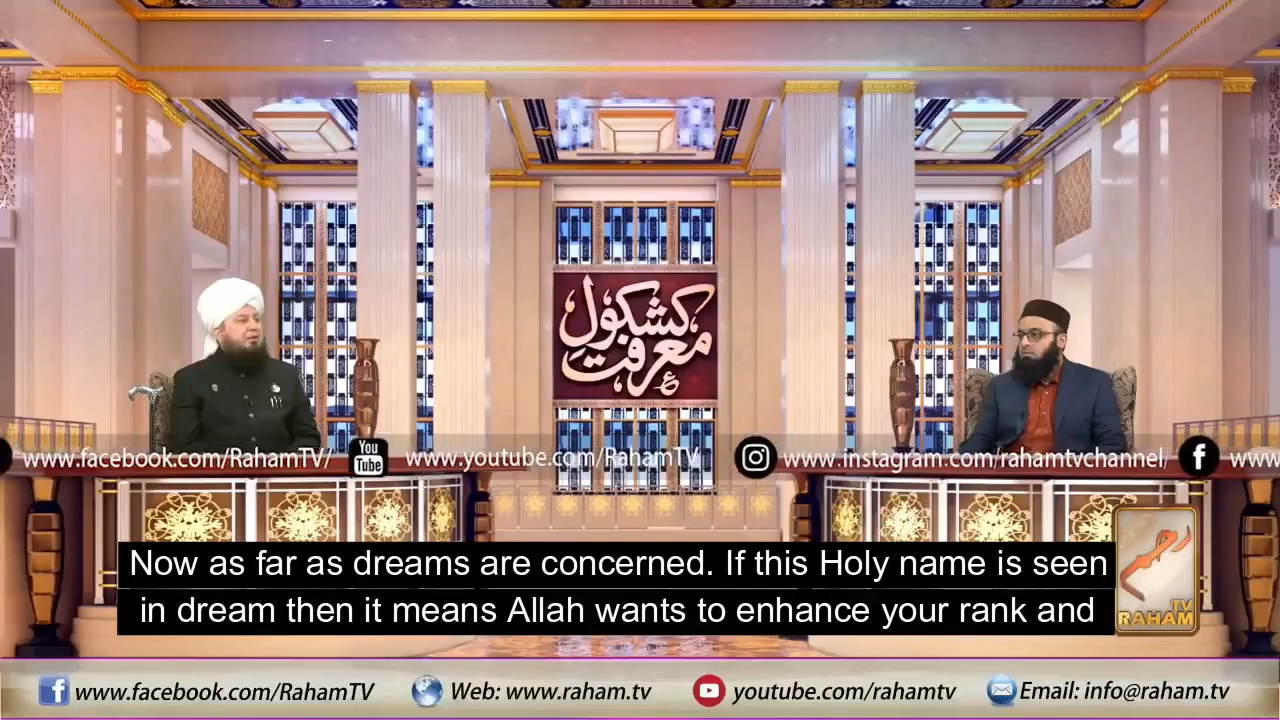 کشکولِ
معرفت
www.facebook.com/RahamTV/
You
Tube
www.youtube.com/RahamTV
www.instagram.com/rahamtvchannel/
www
Now as far as dreams are concerned. If this Holy name is seen
in dream then it means Allah wants to enhance your rank and
رحم
TV
RAHAM
www.facebook.com/RahamTV
Web: www.raham.tv
youtube.com/rahamtv
Email: info@raham.tv